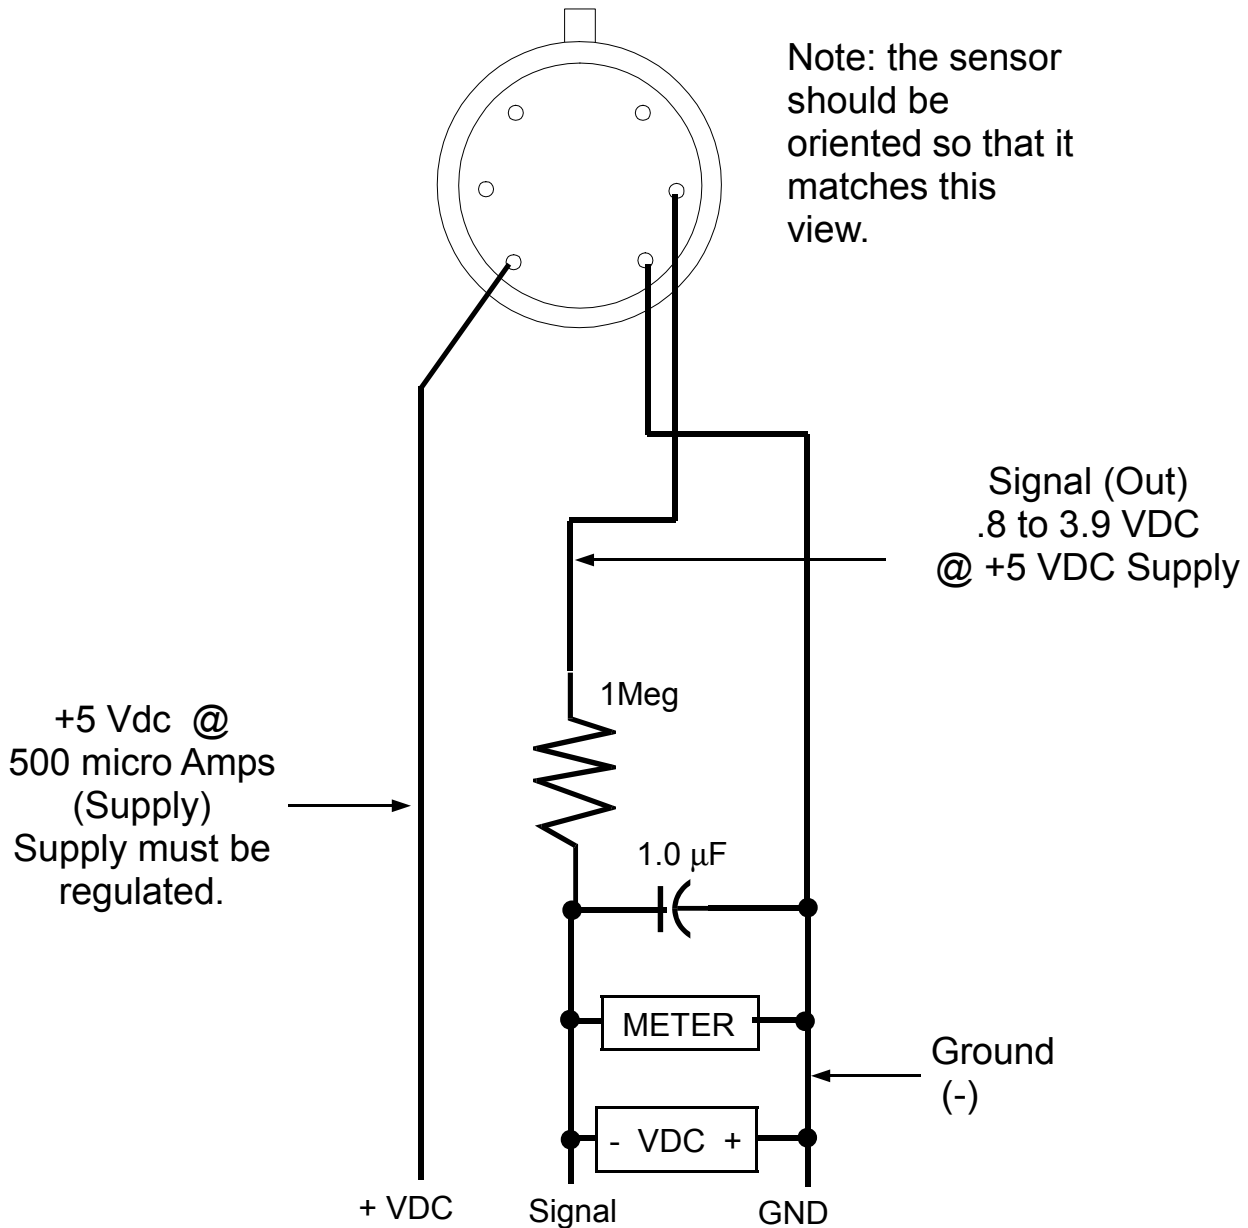 Note: the sensor
should be
oriented so that it
matches this
view.
Signal (Out)
.8 to 3.9 VDC
@ +5 VDC Supply
1Meg
+5 Vdc @
500 micro Amps
(Supply)
Supply must be
regulated.
1.0 μF
METER
Ground
(-)
- VDC +
+ VDC
Signal
GND